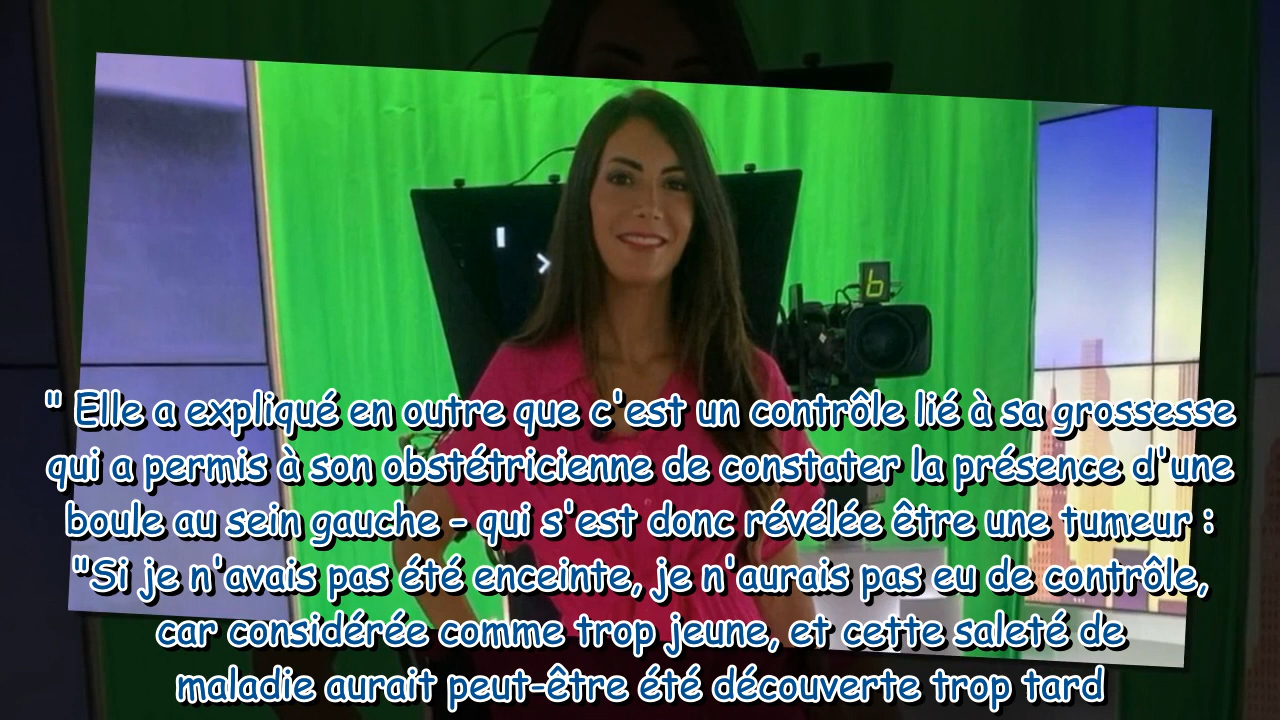 " Elle a expliqué en outre que c'est un contrôle lié à sa grossesse
qui a permis à son obstétricienne de constater la présence d'une
boule au sein gauche - qui s'est donc révélée être une tumeur :
"Si je n'avais pas été enceinte, je n'aurais pas eu de contrôle,
car considérée comme trop jeune, et cette saleté de
maladie aurait peut-être été découverte trop tard